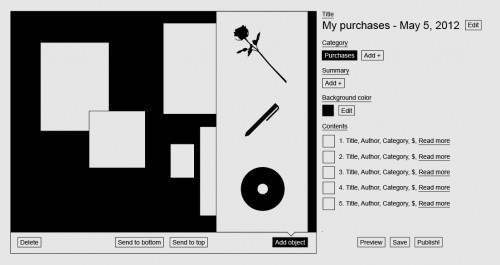 Title
My purchases - May 5, 2012 Edit
Category
Purchases Add +
Summary
Add +
Background color
Edit
Contents
1. Title, Author, Category, $, Read more
2. Title, Author, Category, $, Read more
3. Title, Author, Category, $, Read more
4. Title, Author, Category, $, Read more
5. Title, Author, Category, $, Read more
Delete Send to bottom Send to top Add object Preview Save Publish!